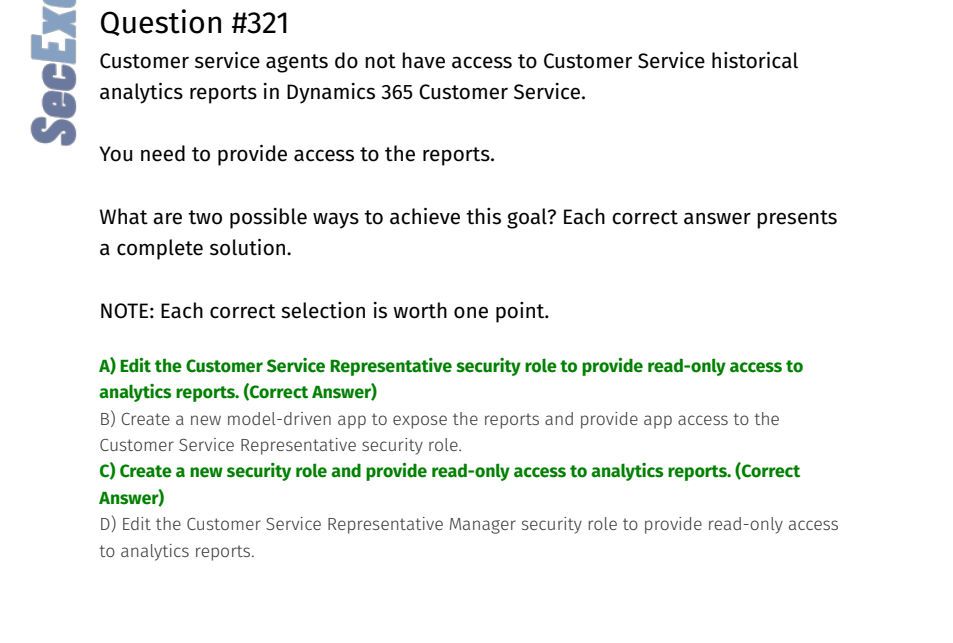 SecExc
Question #321
Customer service agents do not have access to Customer Service historical
analytics reports in Dynamics 365 Customer Service.
You need to provide access to the reports.
What are two possible ways to achieve this goal? Each correct answer presents
a complete solution.
NOTE: Each correct selection is worth one point.
A) Edit the Customer Service Representative security role to provide read-only access to
analytics reports. (Correct Answer)
B) Create a new model-driven app to expose the reports and provide app access to the
Customer Service Representative security role.
C) Create a new security role and provide read-only access to analytics reports. (Correct
Answer)
D) Edit the Customer Service Representative Manager security role to provide read-only access
to analytics reports.